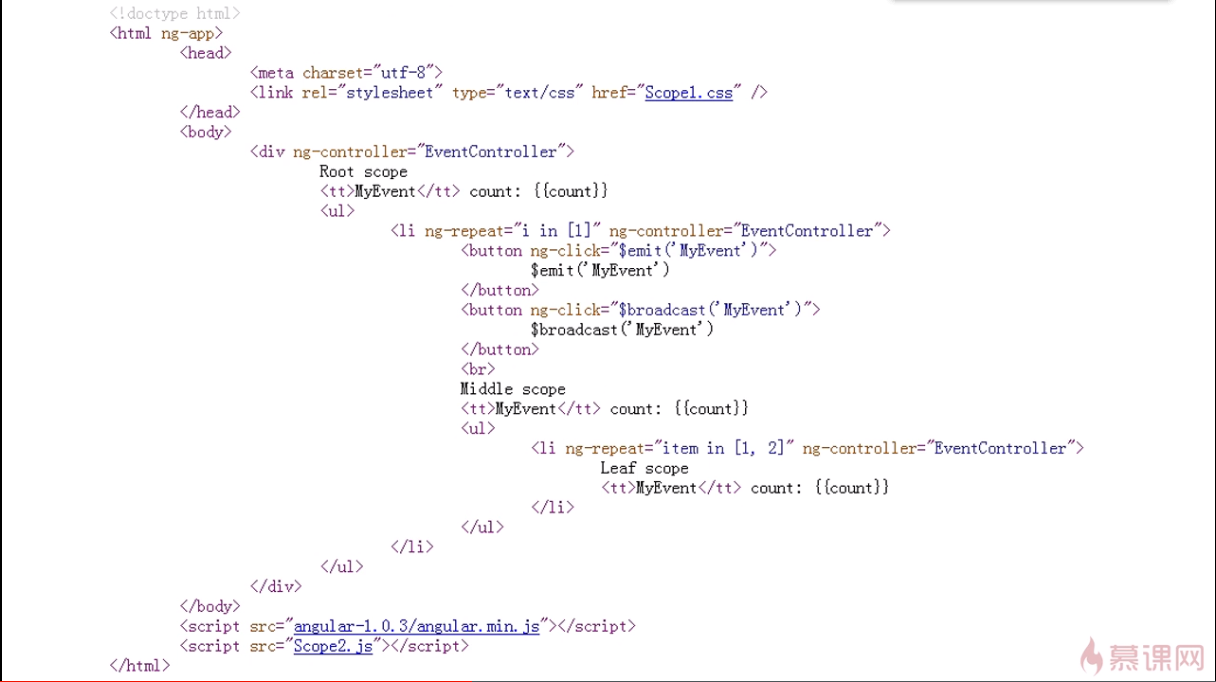 <!doctype html>
<html ng-app>
<head>
<meta charset="utf-8">
<link rel="stylesheet" type="text/css" href="Scope1.css" />
</head>
<body>
<div ng-controller="EventController">
Root scope
<tt>MyEvent</tt> count: {{count}}
<ul>
<li ng-repeat="i in [1]" ng-controller="EventController">
<button ng-click="$emit('MyEvent')">
$emit('MyEvent')
</button>
<button ng-click="$broadcast('MyEvent')">
$broadcast('MyEvent')
</button>
<br>
Middle scope
<tt>MyEvent</tt> count: {{count}}
<ul>
<li ng-repeat="item in [1, 2]" ng-controller="EventController">
Leaf scope
<tt>MyEvent</tt> count: {{count}}
</li>
</ul>
</li>
</ul>
</div>
</body>
<script src="angular-1.0.3/angular.min.js"></script>
<script src="Scope2.js"></script>
</html>
慕课网